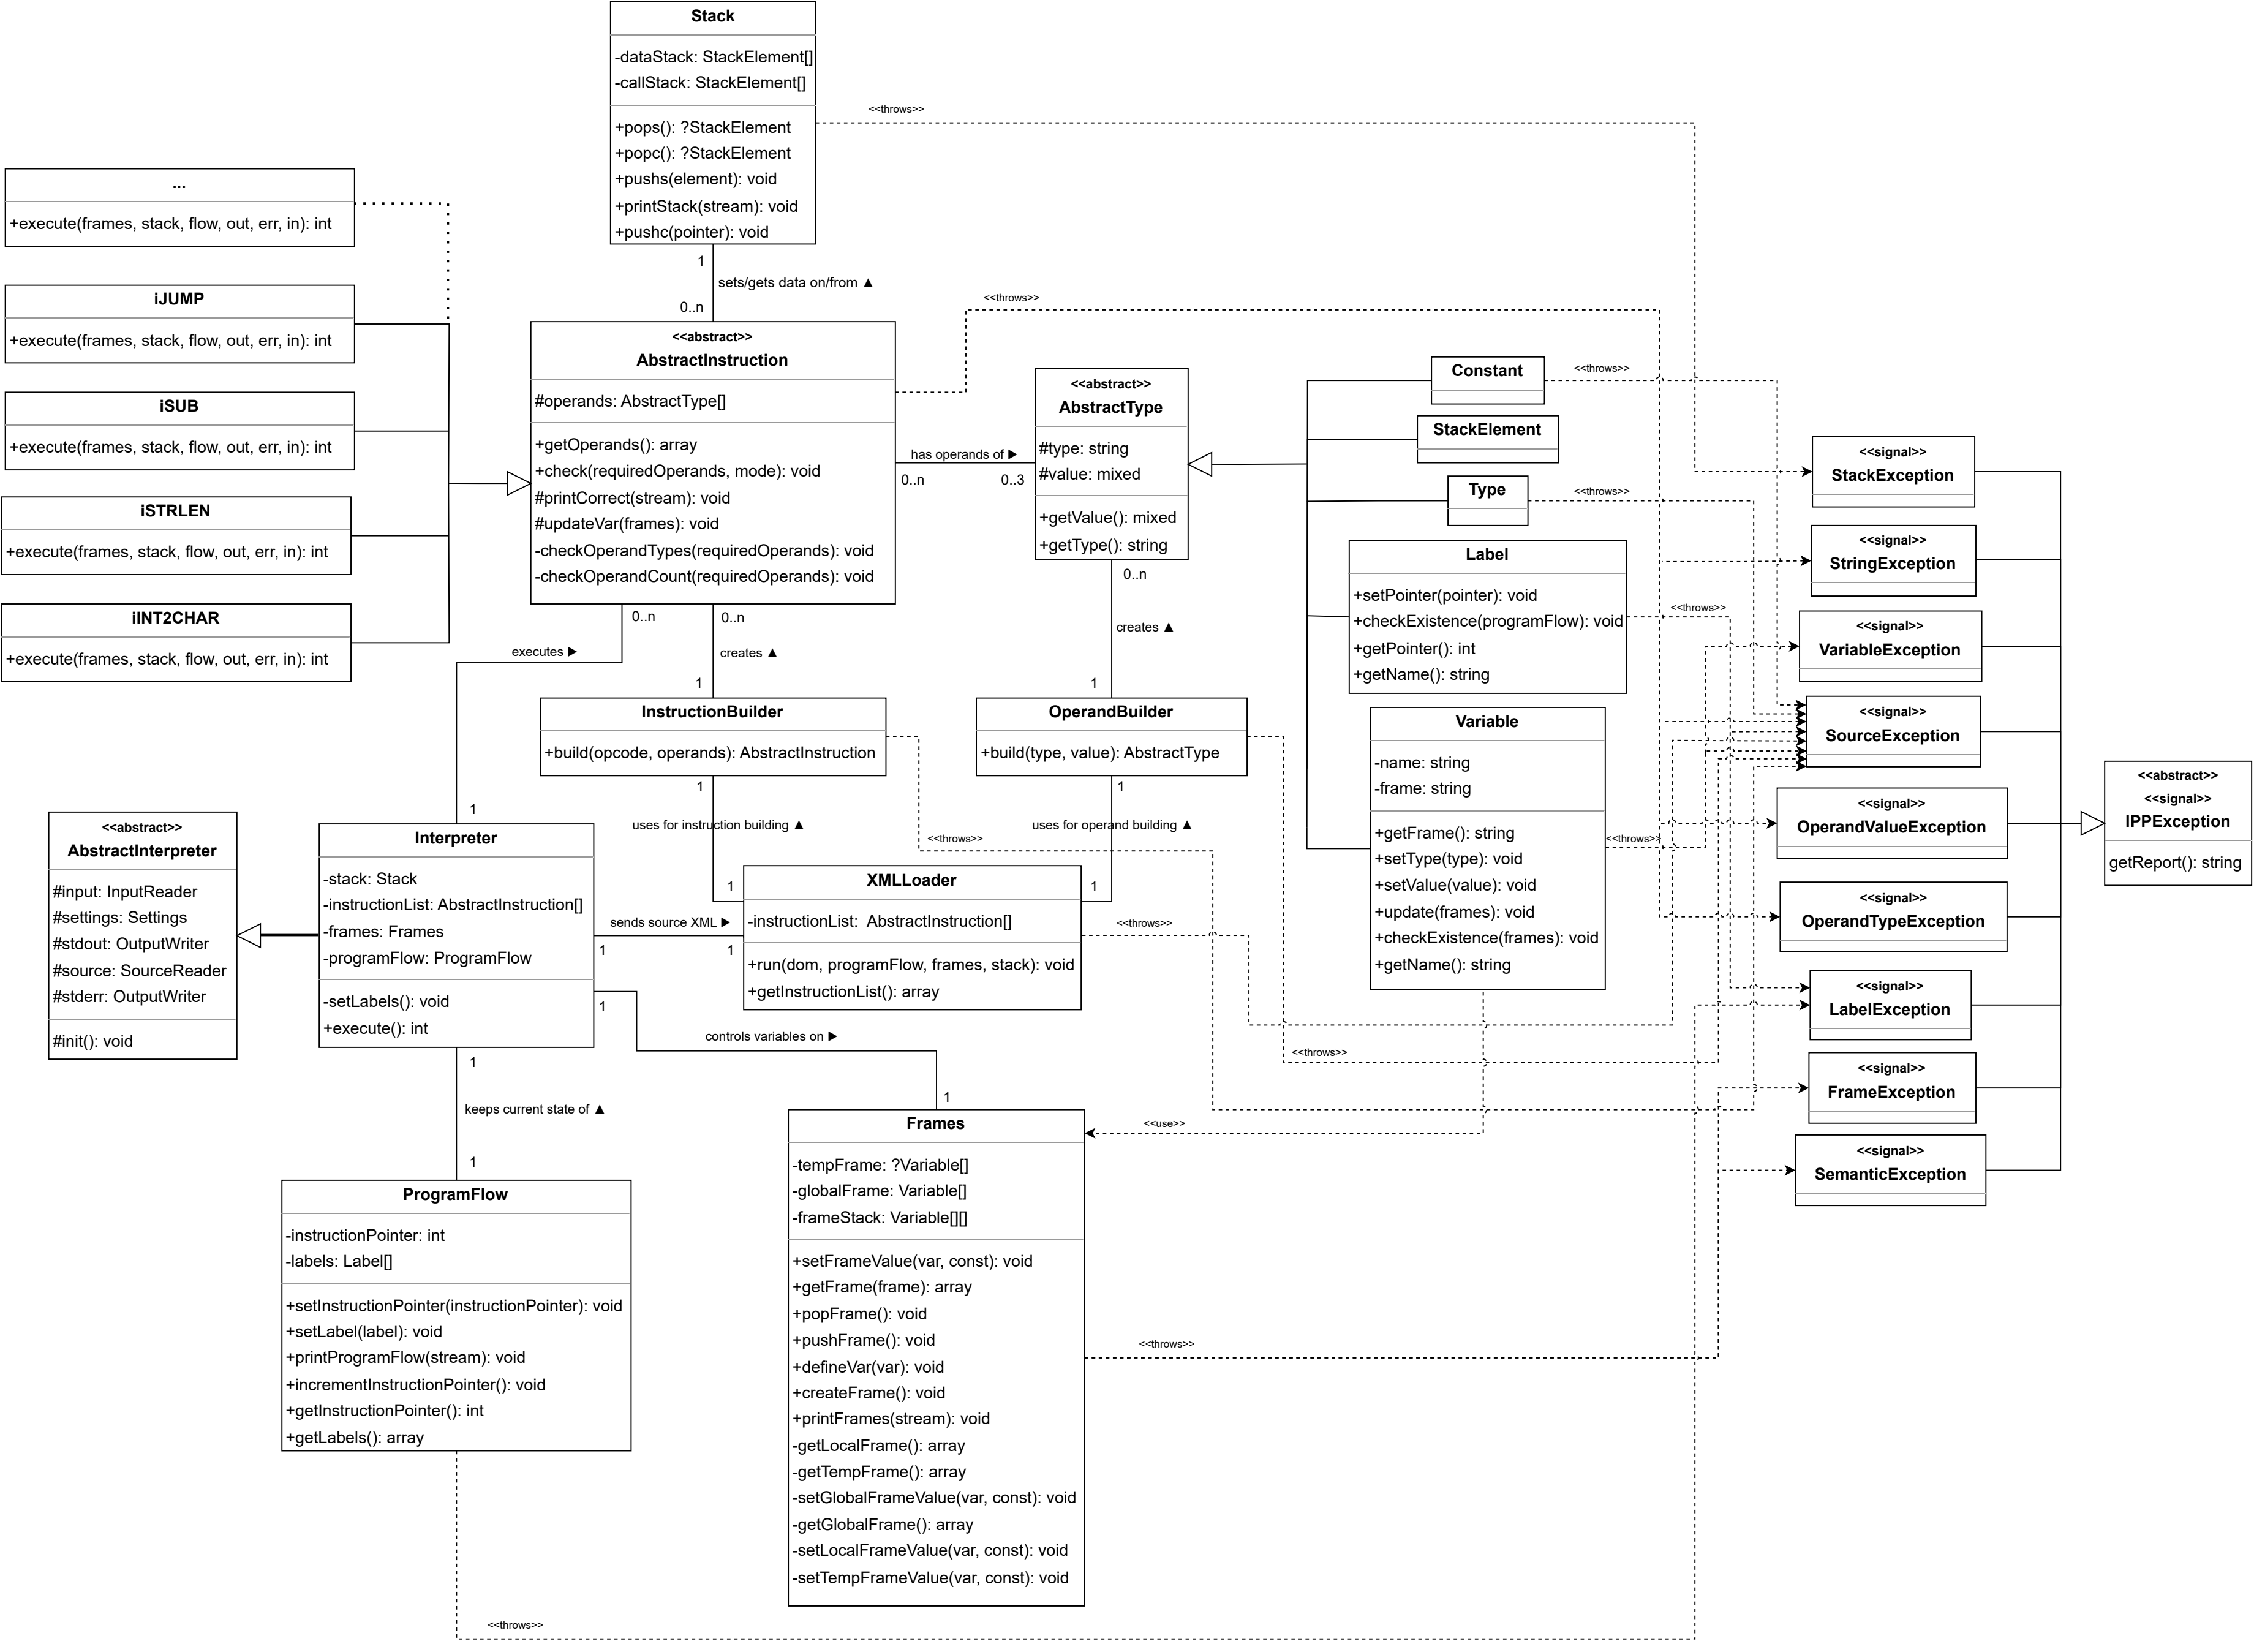 Stack
-dataStack: StackElement[]
-callStack: StackElement[]
+pops(): ?StackElement
+popc(): ?StackElement
+pushs(element): void
+printStack(stream): void
+pushc(pointer): void
<<throws>>
1
sets/gets data on/from ▲
0..n
...
+execute(frames, stack, flow, out, err, in): int
iJUMP
+execute(frames, stack, flow, out, err, in): int
iSUB
+execute(frames, stack, flow, out, err, in): int
iSTRLEN
+execute(frames, stack, flow, out, err, in): int
iINT2CHAR
+execute(frames, stack, flow, out, err, in): int
<<abstract>>
AbstractInstruction
#operands: AbstractType[]
+getOperands(): array
+check(requiredOperands, mode): void
#printCorrect(stream): void
#updateVar(frames): void
-checkOperandTypes(requiredOperands): void
-checkOperandCount(requiredOperands): void
<<throws>>
has operands of ▶
0..n
0..3
<<abstract>>
AbstractType
#type: string
#value: mixed
+getValue(): mixed
+getType(): string
0..n
creates ▲
1
Constant
<<throws>>
StackElement
Type
<<throws>>
Label
+setPointer(pointer): void
+checkExistence(programFlow): void
+getPointer(): int
+getName(): string
<<throws>>
Variable
-name: string
-frame: string
+getFrame(): string
+setType(type): void
+setValue(value): void
+update(frames): void
+checkExistence(frames): void
+getName(): string
<<throws>>
0..n
0..n
executes ▶
creates ▲
1
1
InstructionBuilder
+build(opcode, operands): AbstractInstruction
1
uses for instruction building ▲
<<throws>>
1
OperandBuilder
+build(type, value): AbstractType
1
uses for operand building ▲
1
<<throws>>
<<abstract>>
AbstractInterpreter
#input: InputReader
#settings: Settings
#stdout: OutputWriter
#source: SourceReader
#stderr: OutputWriter
#init(): void
Interpreter
-stack: Stack
-instructionList: AbstractInstruction[]
-frames: Frames
-programFlow: ProgramFlow
-setLabels(): void
+execute(): int
sends source XML ▶
1
1
XMLLoader
-instructionList: AbstractInstruction[]
+run(dom, programFlow, frames, stack): void
+getInstructionList(): array
<<throws>>
1
controls variables on ▶
1
1
keeps current state of ▲
1
ProgramFlow
-instructionPointer: int
-labels: Label[]
+setInstructionPointer(instructionPointer): void
+setLabel(label): void
+printProgramFlow(stream): void
+incrementInstructionPointer(): void
+getInstructionPointer(): int
+getLabels(): array
<<throws>>
Frames
-tempFrame: ?Variable[]
-globalFrame: Variable[]
-frameStack: Variable[][]
+setFrameValue(var, const): void
+getFrame(frame): array
+popFrame(): void
+pushFrame(): void
+defineVar(var): void
+createFrame(): void
+printFrames(stream): void
-getLocalFrame(): array
-getTempFrame(): array
-setGlobalFrameValue(var, const): void
-getGlobalFrame(): array
-setLocalFrameValue(var, const): void
-setTempFrameValue(var, const): void
<<use>>
<<throws>>
<<signal>>
StackException
<<signal>>
StringException
<<signal>>
VariableException
<<signal>>
SourceException
<<signal>>
OperandValueException
<<signal>>
OperandTypeException
<<signal>>
LabelException
<<signal>>
FrameException
<<signal>>
SemanticException
<<abstract>>
<<signal>>
IPPException
getReport(): string